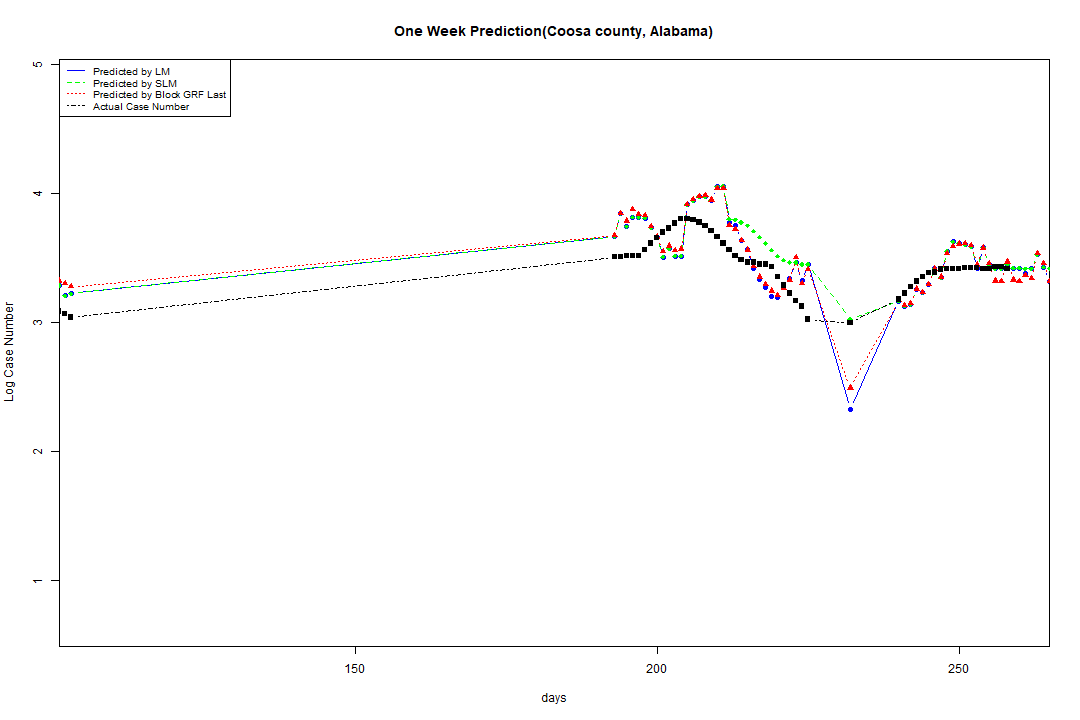 One Week Prediction(Coosa county, Alabama)
Predicted by LM
Predicted by SLM
Predicted by Block GRF Last
Actual Case Number
5
4
3
2
1
Log Case Number
150
200
250
days